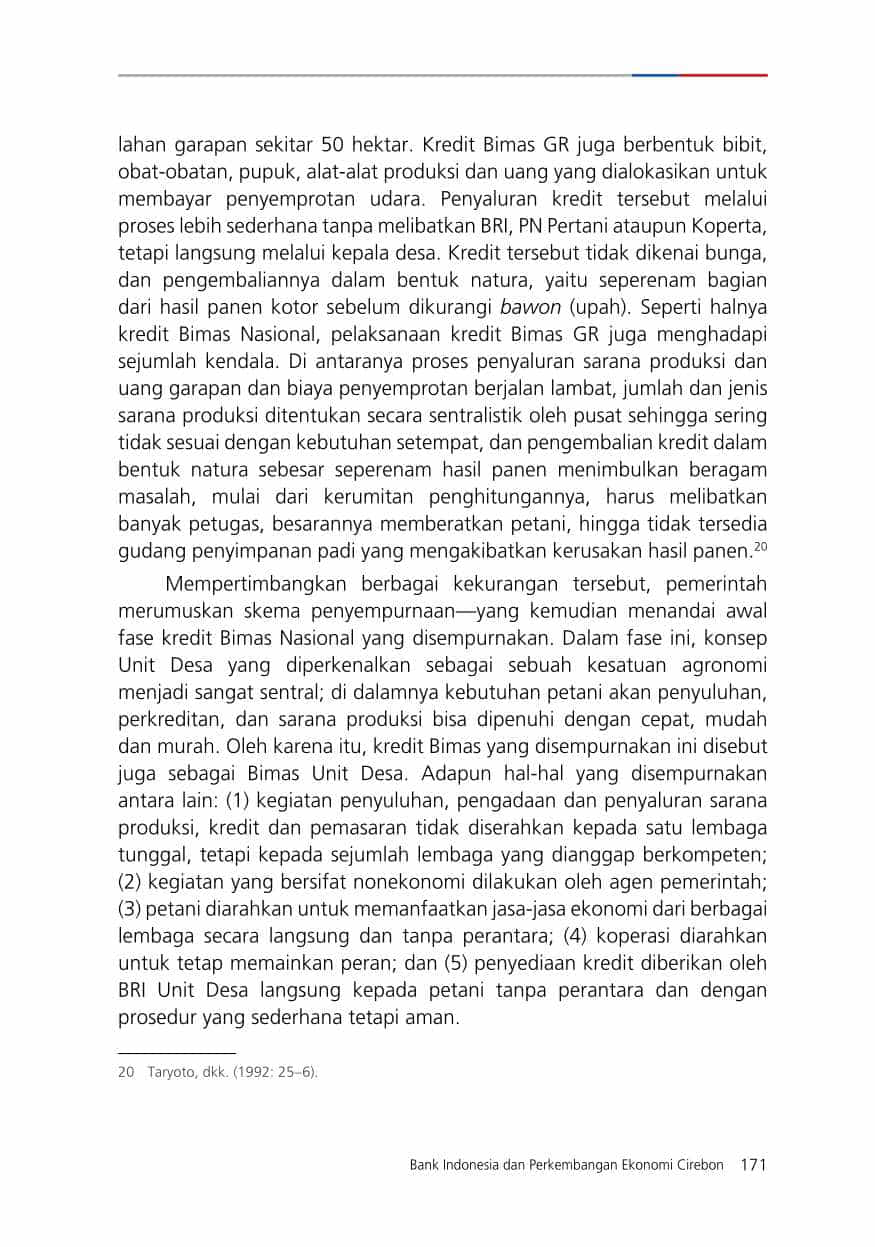 lahan garapan sekitar 50 hektar. Kredit Bimas GR juga berbentuk bibit,
obat-obatan, pupuk, alat-alat produksi dan uang yang dialokasikan untuk
membayar penyemprotan udara. Penyaluran kredit tersebut melalui
proses lebih sederhana tanpa melibatkan BRI, PN Pertani ataupun Koperta,
tetapi langsung melalui kepala desa. Kredit tersebut tidak dikenai bunga,
dan pengembaliannya dalam bentuk natura, yaitu seperenam bagian
dari hasil panen kotor sebelum dikurangi bawon (upah). Seperti halnya
kredit Bimas Nasional, pelaksanaan kredit Bimas GR juga menghadapi
sejumlah kendala. Di antaranya proses penyaluran sarana produksi dan
uang garapan dan biaya penyemprotan berjalan lambat, jumlah dan jenis
sarana produksi ditentukan secara sentralistik oleh pusat sehingga sering
tidak sesuai dengan kebutuhan setempat, dan pengembalian kredit dalam
bentuk natura sebesar seperenam hasil panen menimbulkan beragam
masalah, mulai dari kerumitan penghitungannya, harus melibatkan
banyak petugas, besarannya memberatkan petani, hingga tidak tersedia
gudang penyimpanan padi yang mengakibatkan kerusakan hasil panen.20
Mempertimbangkan berbagai kekurangan tersebut, pemerintah
merumuskan skema penyempurnaan—yang kemudian menandai awal
fase kredit Bimas Nasional yang disempurnakan. Dalam fase ini, konsep
Unit Desa yang diperkenalkan sebagai sebuah kesatuan agronomi
menjadi sangat sentral; di dalamnya kebutuhan petani akan penyuluhan,
perkreditan, dan sarana produksi bisa dipenuhi dengan cepat, mudah
dan murah. Oleh karena itu, kredit Bimas yang disempurnakan ini disebut
juga sebagai Bimas Unit Desa. Adapun hal-hal yang disempurnakan
antara lain: (1) kegiatan penyuluhan, pengadaan dan penyaluran sarana
produksi, kredit dan pemasaran tidak diserahkan kepada satu lembaga
tunggal, tetapi kepada sejumlah lembaga yang dianggap berkompeten;
(2) kegiatan yang bersifat nonekonomi dilakukan oleh agen pemerintah;
(3) petani diarahkan untuk memanfaatkan jasa-jasa ekonomi dari berbagai
lembaga secara langsung dan tanpa perantara; (4) koperasi diarahkan
untuk tetap memainkan peran; dan (5) penyediaan kredit diberikan oleh
BRI Unit Desa langsung kepada petani tanpa perantara dan dengan
prosedur yang sederhana tetapi aman.
20 Taryoto, dkk. (1992: 25–6).
Bank Indonesia dan Perkembangan Ekonomi Cirebon 171